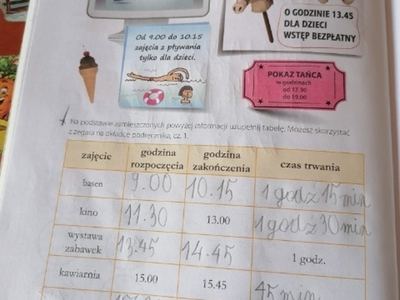 O GODZINIE 13.45
DLA DZIECI
WSTĘP BEZPŁATNY
Od 9.00 do 10.15
zajęcia z pływania
tylko dla dzieci.
POKAZ TAŃCA
w godzinach
od 17.30
do 19.00
Na podstawie zamieszczonych powyżej informacji uzupełnij tabelę. Możesz skorzystać
z zegara na okładce podręcznika, cz. 1.
zajęcie godzina rozpoczęcia godzina zakończenia czas trwania
basen 9.00 10.15 1 godz 15 min
kino 11.30 13.00 1 godz 30 min
wystawa zabawek 13.45 14.45 1 godz.
kawiarnia 15.00 15.45 45 min